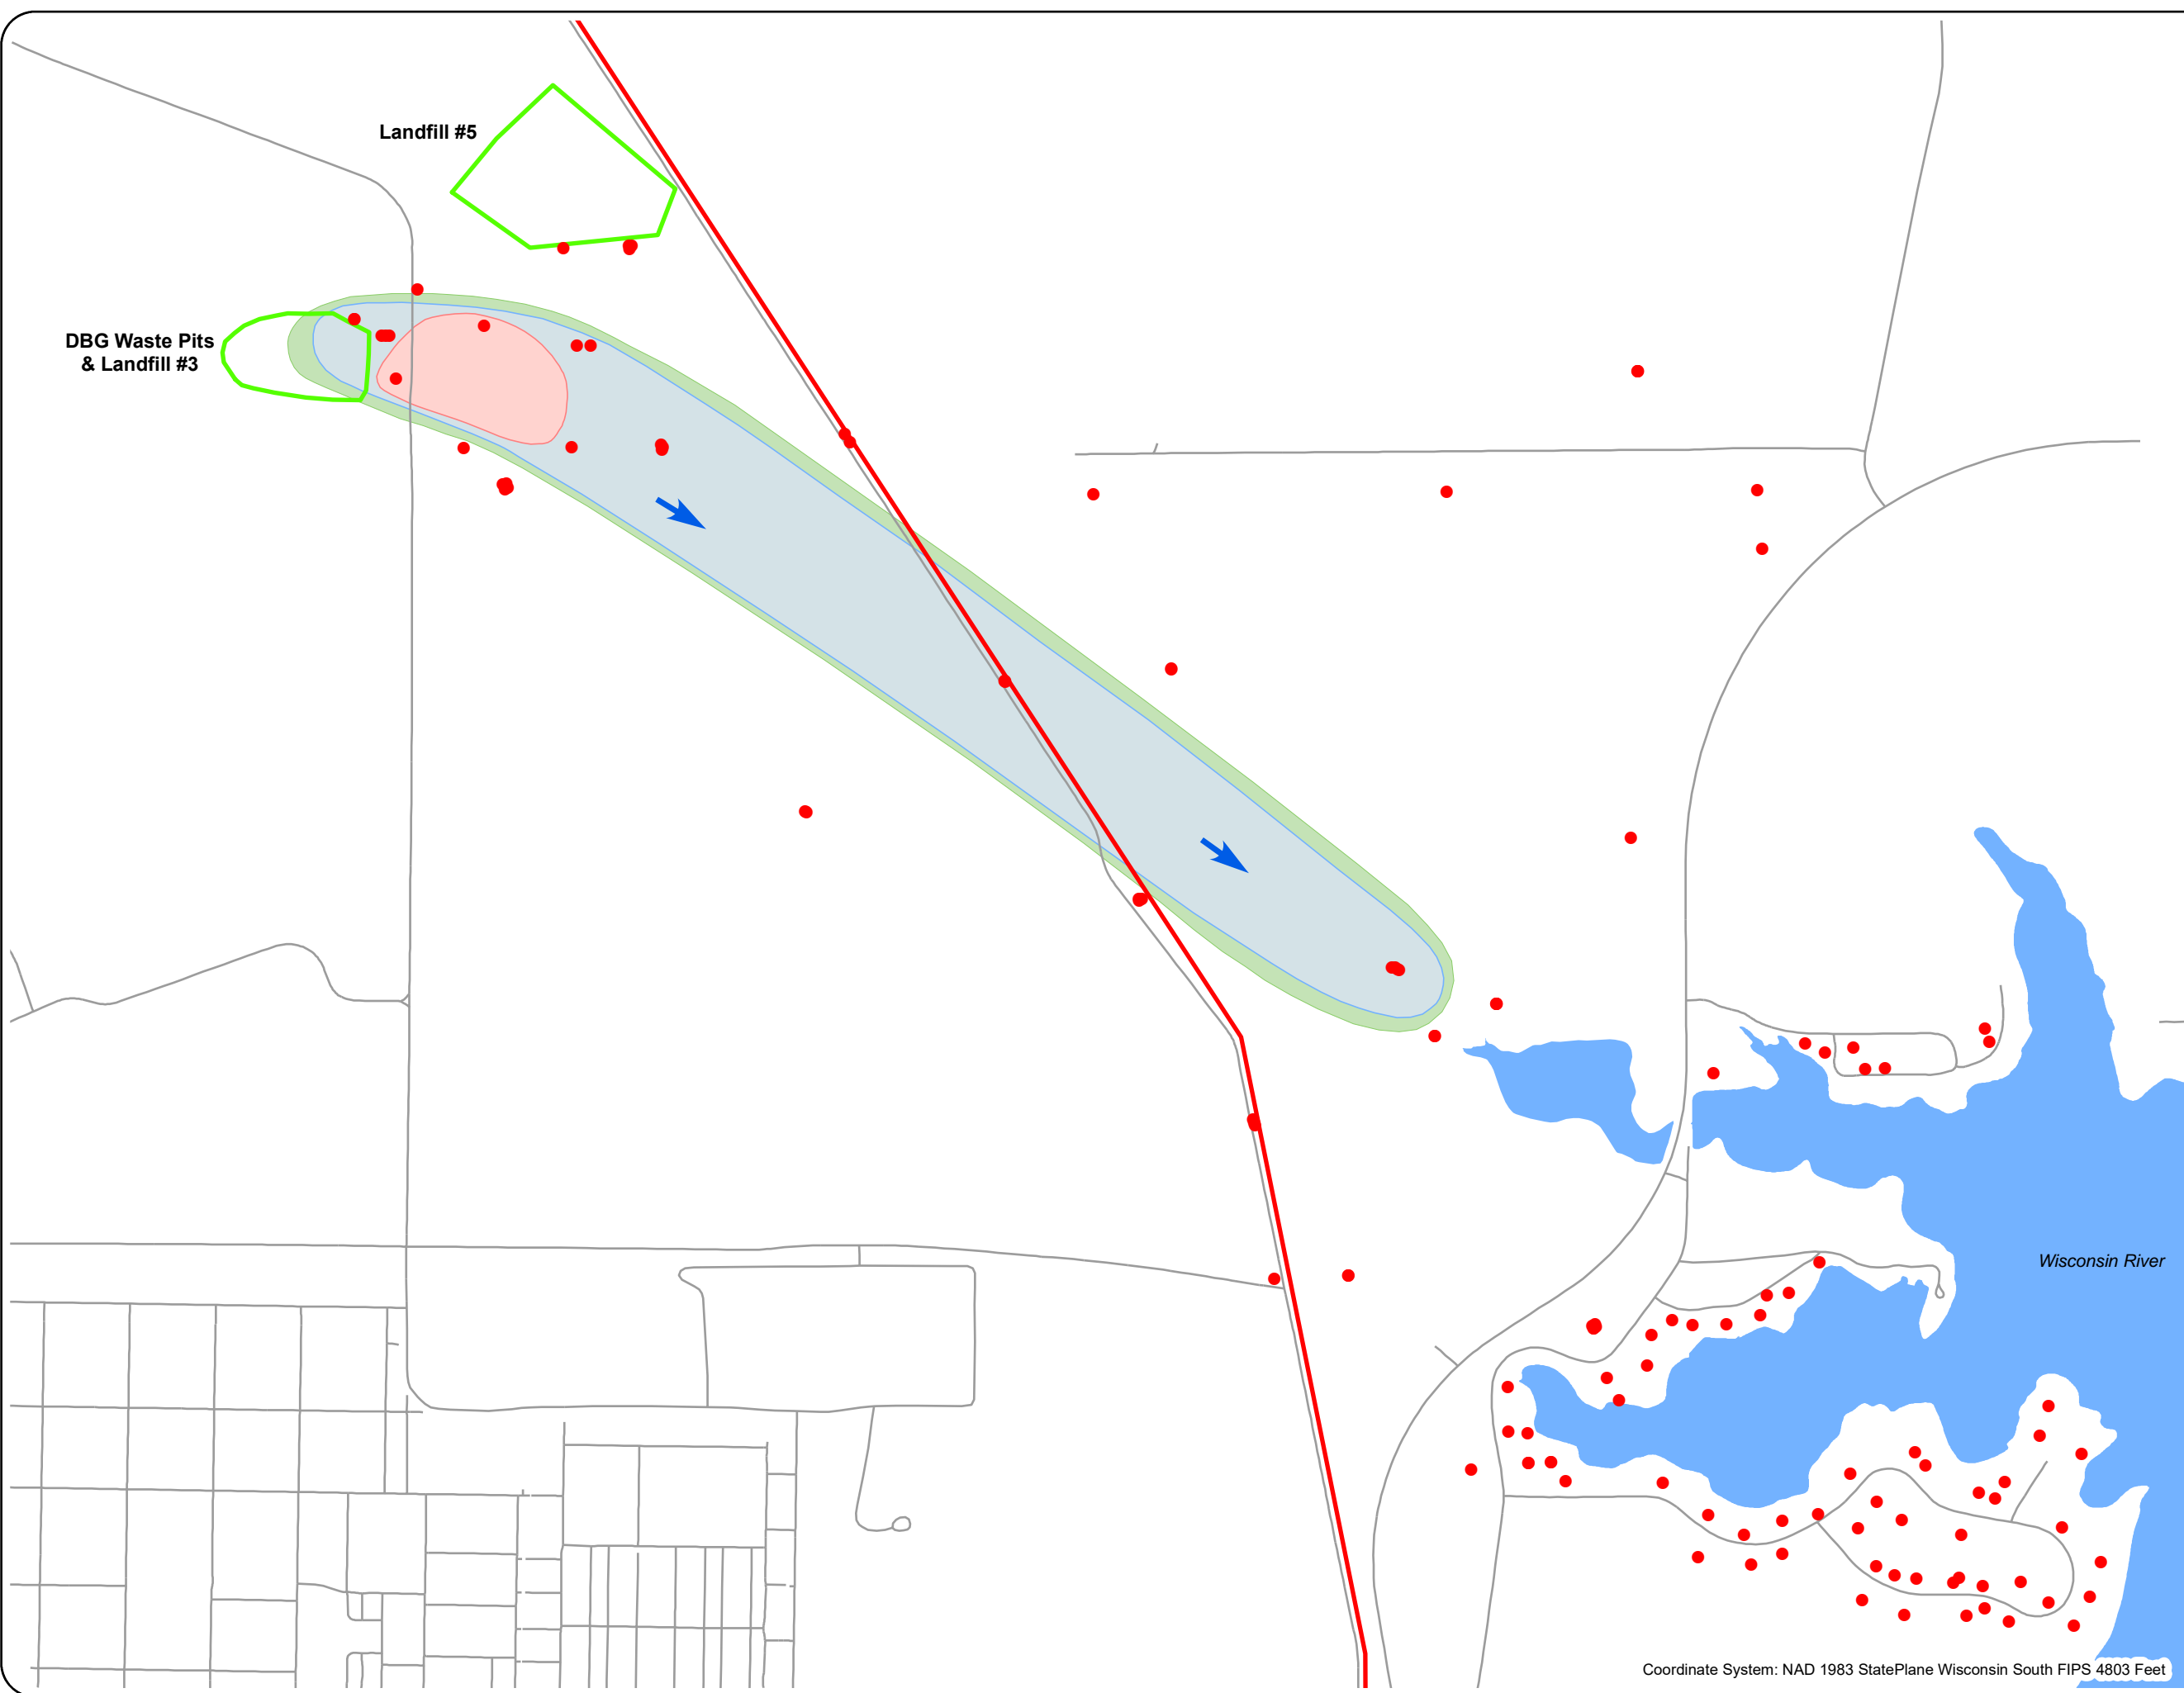 Landfill #5
DBG Waste Pits
& Landfill #3
Wisconsin River
Coordinate System: NAD 1983 StatePlane Wisconsin South FIPS 4803 Feet